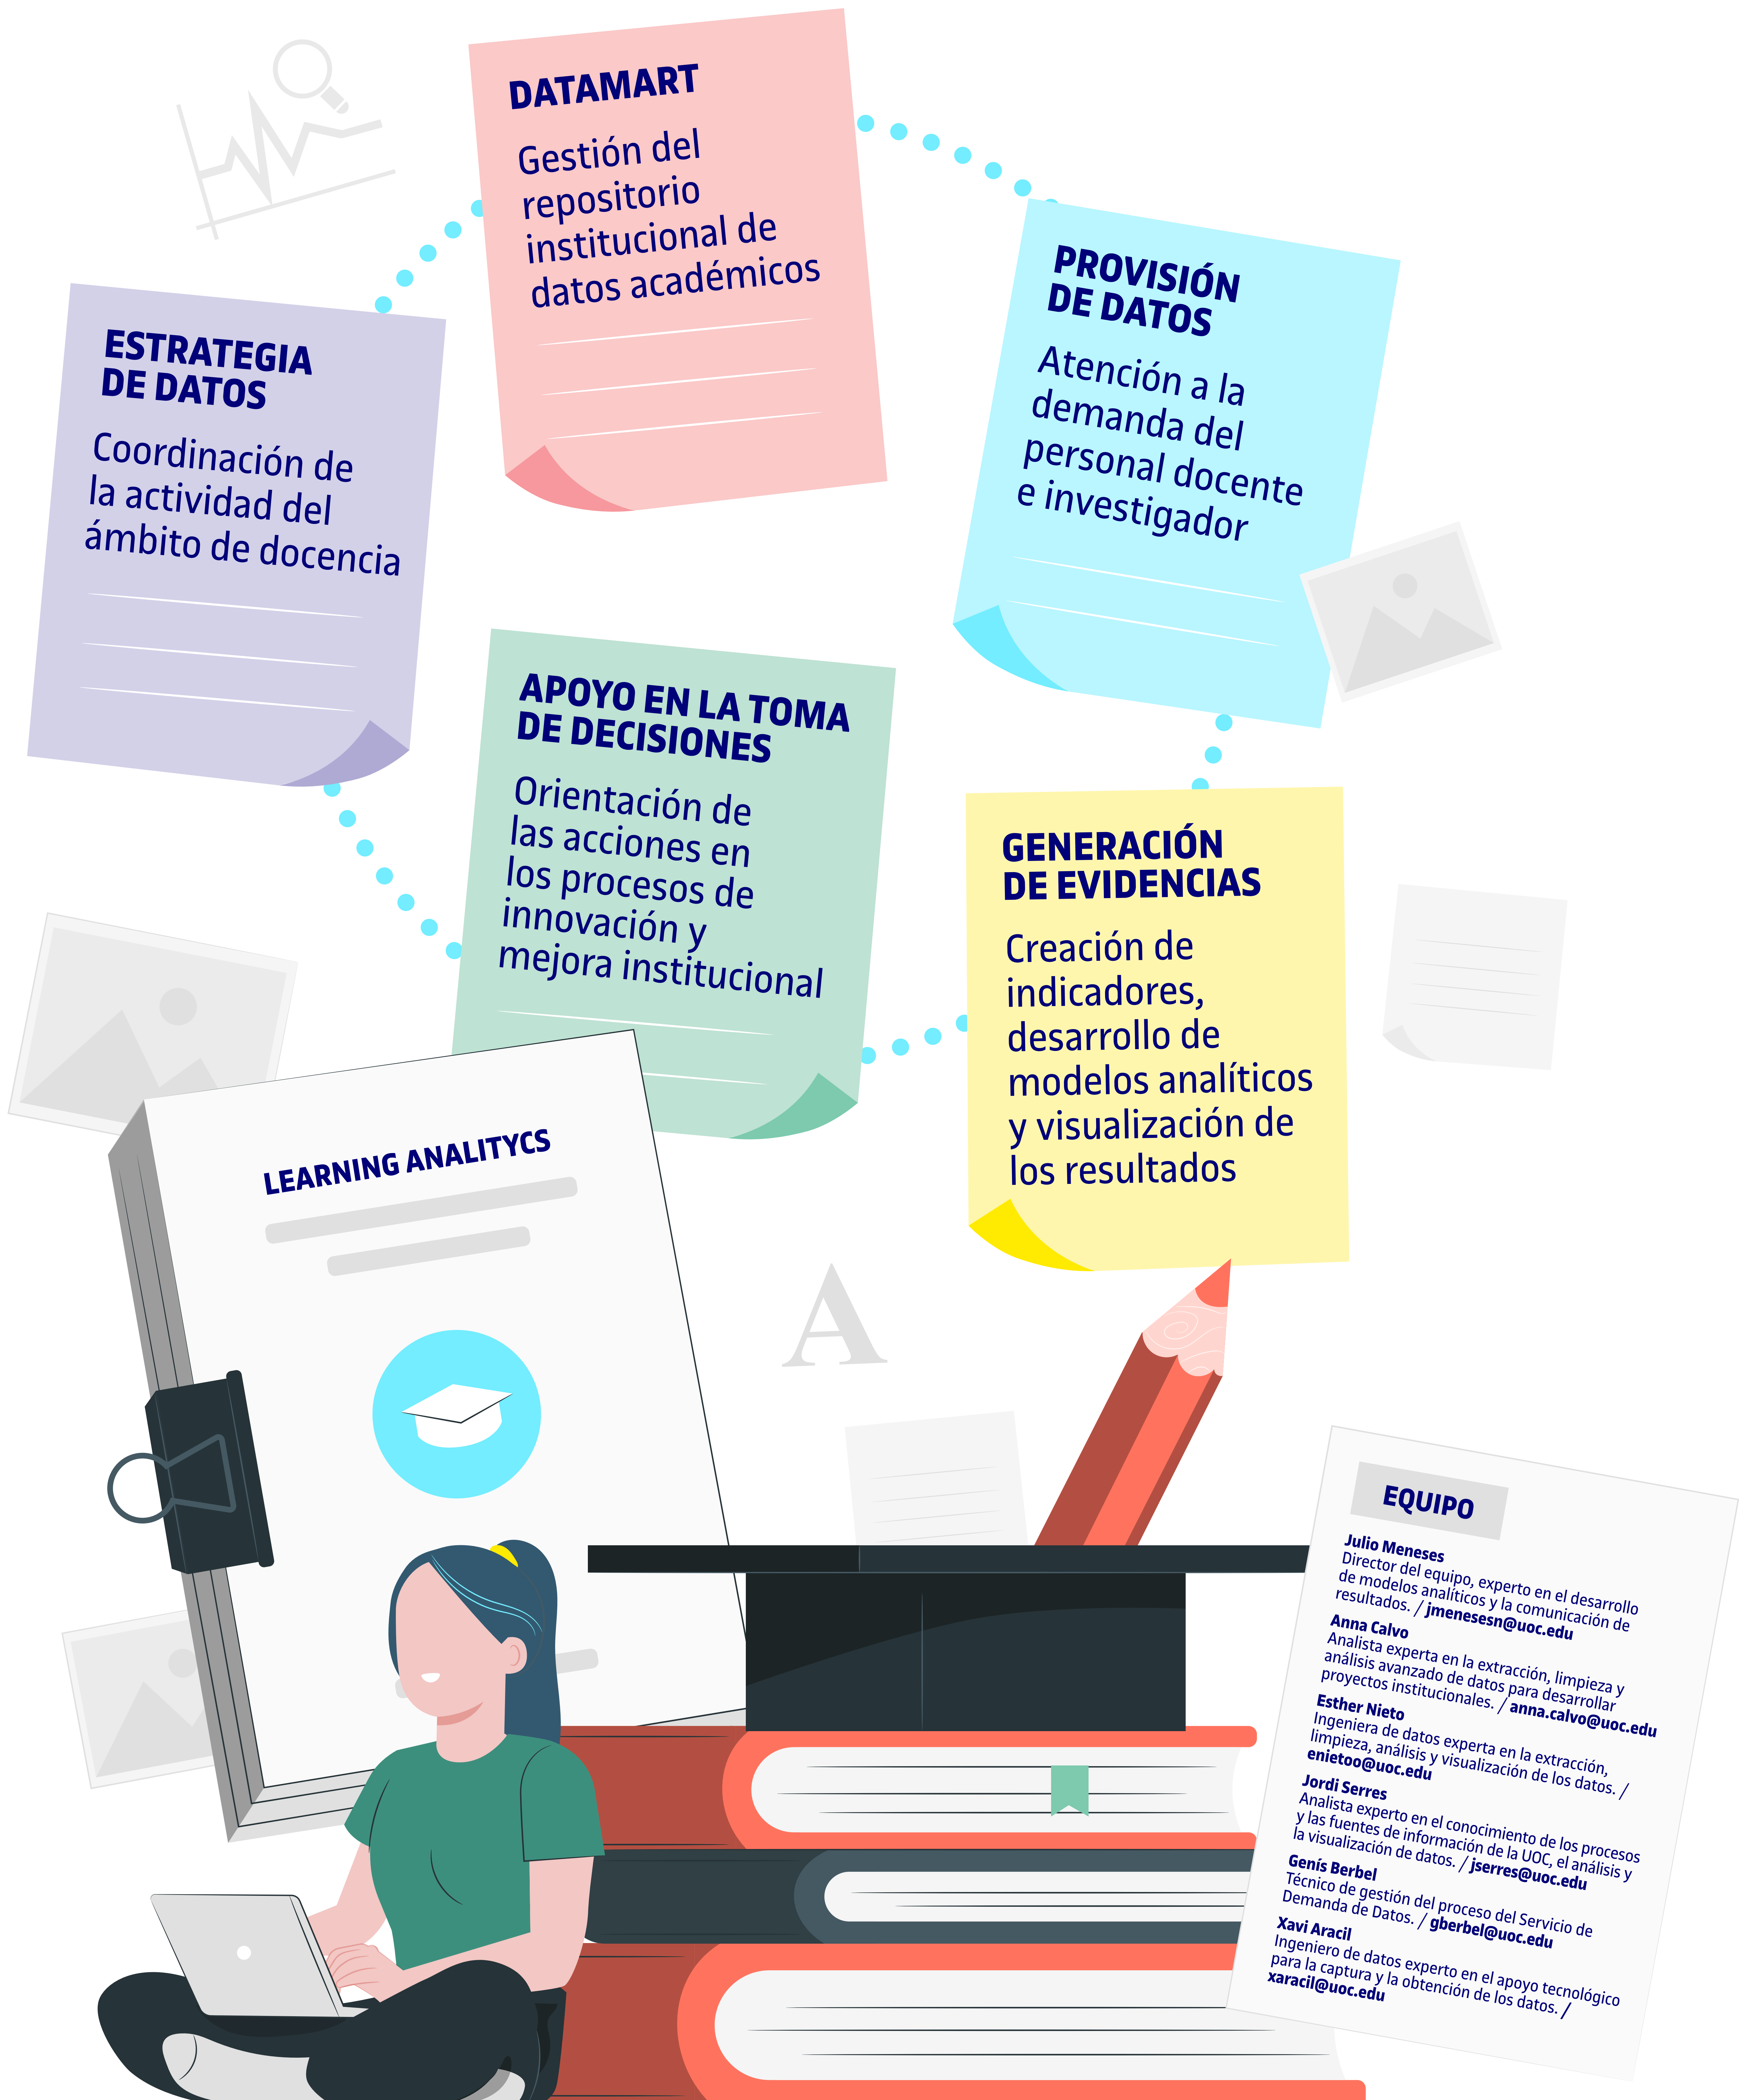 DATAMART
Gestión del
repositorio
institucional de
datos académicos
PROVISIÓN
DE DATOS
Atención a la
demanda del
personal docente
e investigador
ESTRATEGIA
DE DATOS
Coordinación de
la actividad del
ámbito de docencia
APOYO EN LA TOMA
DE DECISIONES
Orientación de
las acciones en
los procesos de
innovación y
mejora institucional
GENERACIÓN
DE EVIDENCIAS
Creación de
indicadores,
desarrollo de
modelos analíticos
y visualización de
los resultados
LEARNING ANALITYCS
A
EQUIPO
Julio Meneses
Director del equipo, experto en el desarrollo
de modelos analíticos y la comunicación de
resultados. / jmenesesn@uoc.edu
Anna Calvo
Analista experta en la extracción, limpieza y
análisis avanzado de datos para desarrollar
proyectos institucionales. / anna.calvo@uoc.edu
Esther Nieto
Ingeniera de datos experta en la extracción,
limpieza, análisis y visualización de los datos. /
enietoo@uoc.edu
Jordi Serres
Analista experto en el conocimiento de los procesos
y las fuentes de información de la UOC, el análisis y
la visualización de datos. / jserres@uoc.edu
Genís Berbel
Técnico de gestión del proceso del Servicio de
Demanda de Datos. / gberbel@uoc.edu
Xavi Aracil
Ingeniero de datos experto en el apoyo tecnológico
para la captura y la obtención de los datos. /
xaracil@uoc.edu